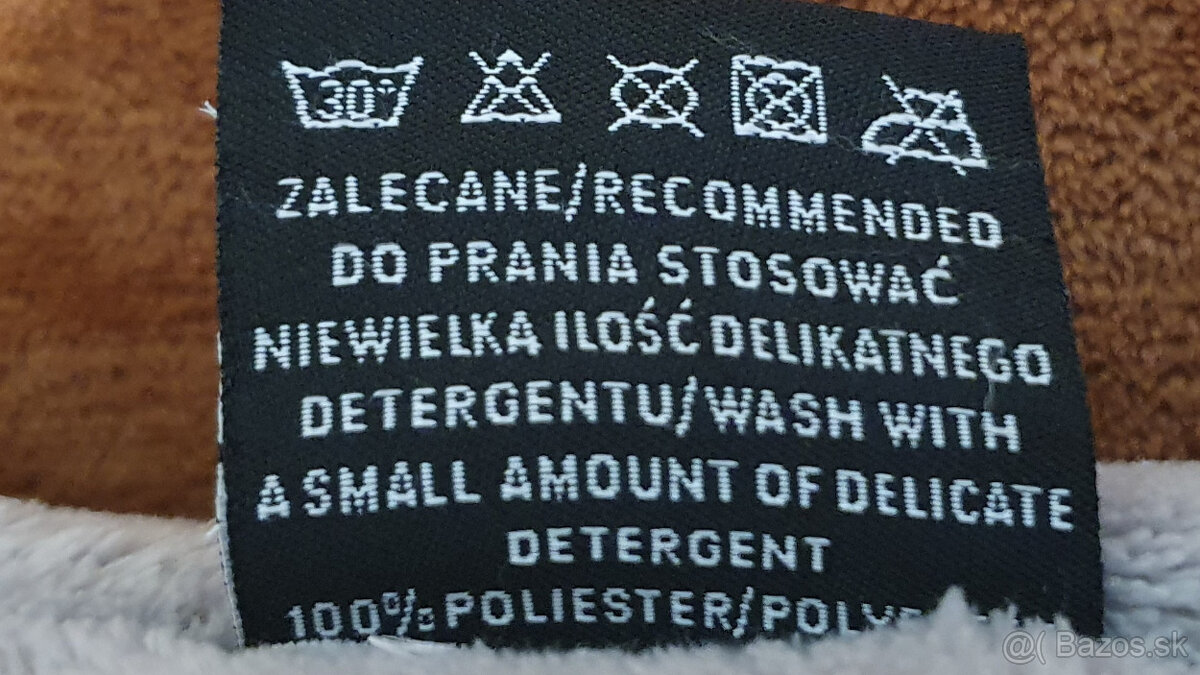 30°
ZALECANE/RECOMMENDED
DO PRANIA STOSOWAĆ
NIEWIELKA ILOŚĆ DELIKATNEGO
DETERGENTU/WASH WITH
A SMALL AMOUNT OF DELICATE
DETERGENT
100% POLIESTER/
@( Bazos.sk